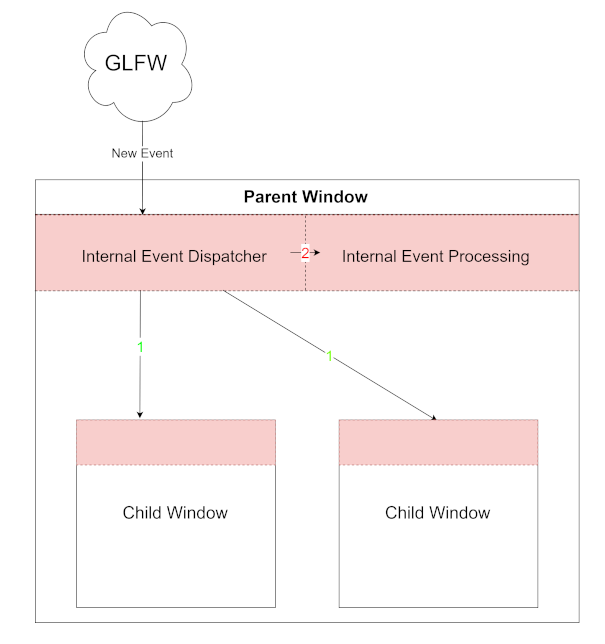 GLFW
New Event
Parent Window
Internal Event Dispatcher
2
Internal Event Processing
1
1
Child Window
Child Window